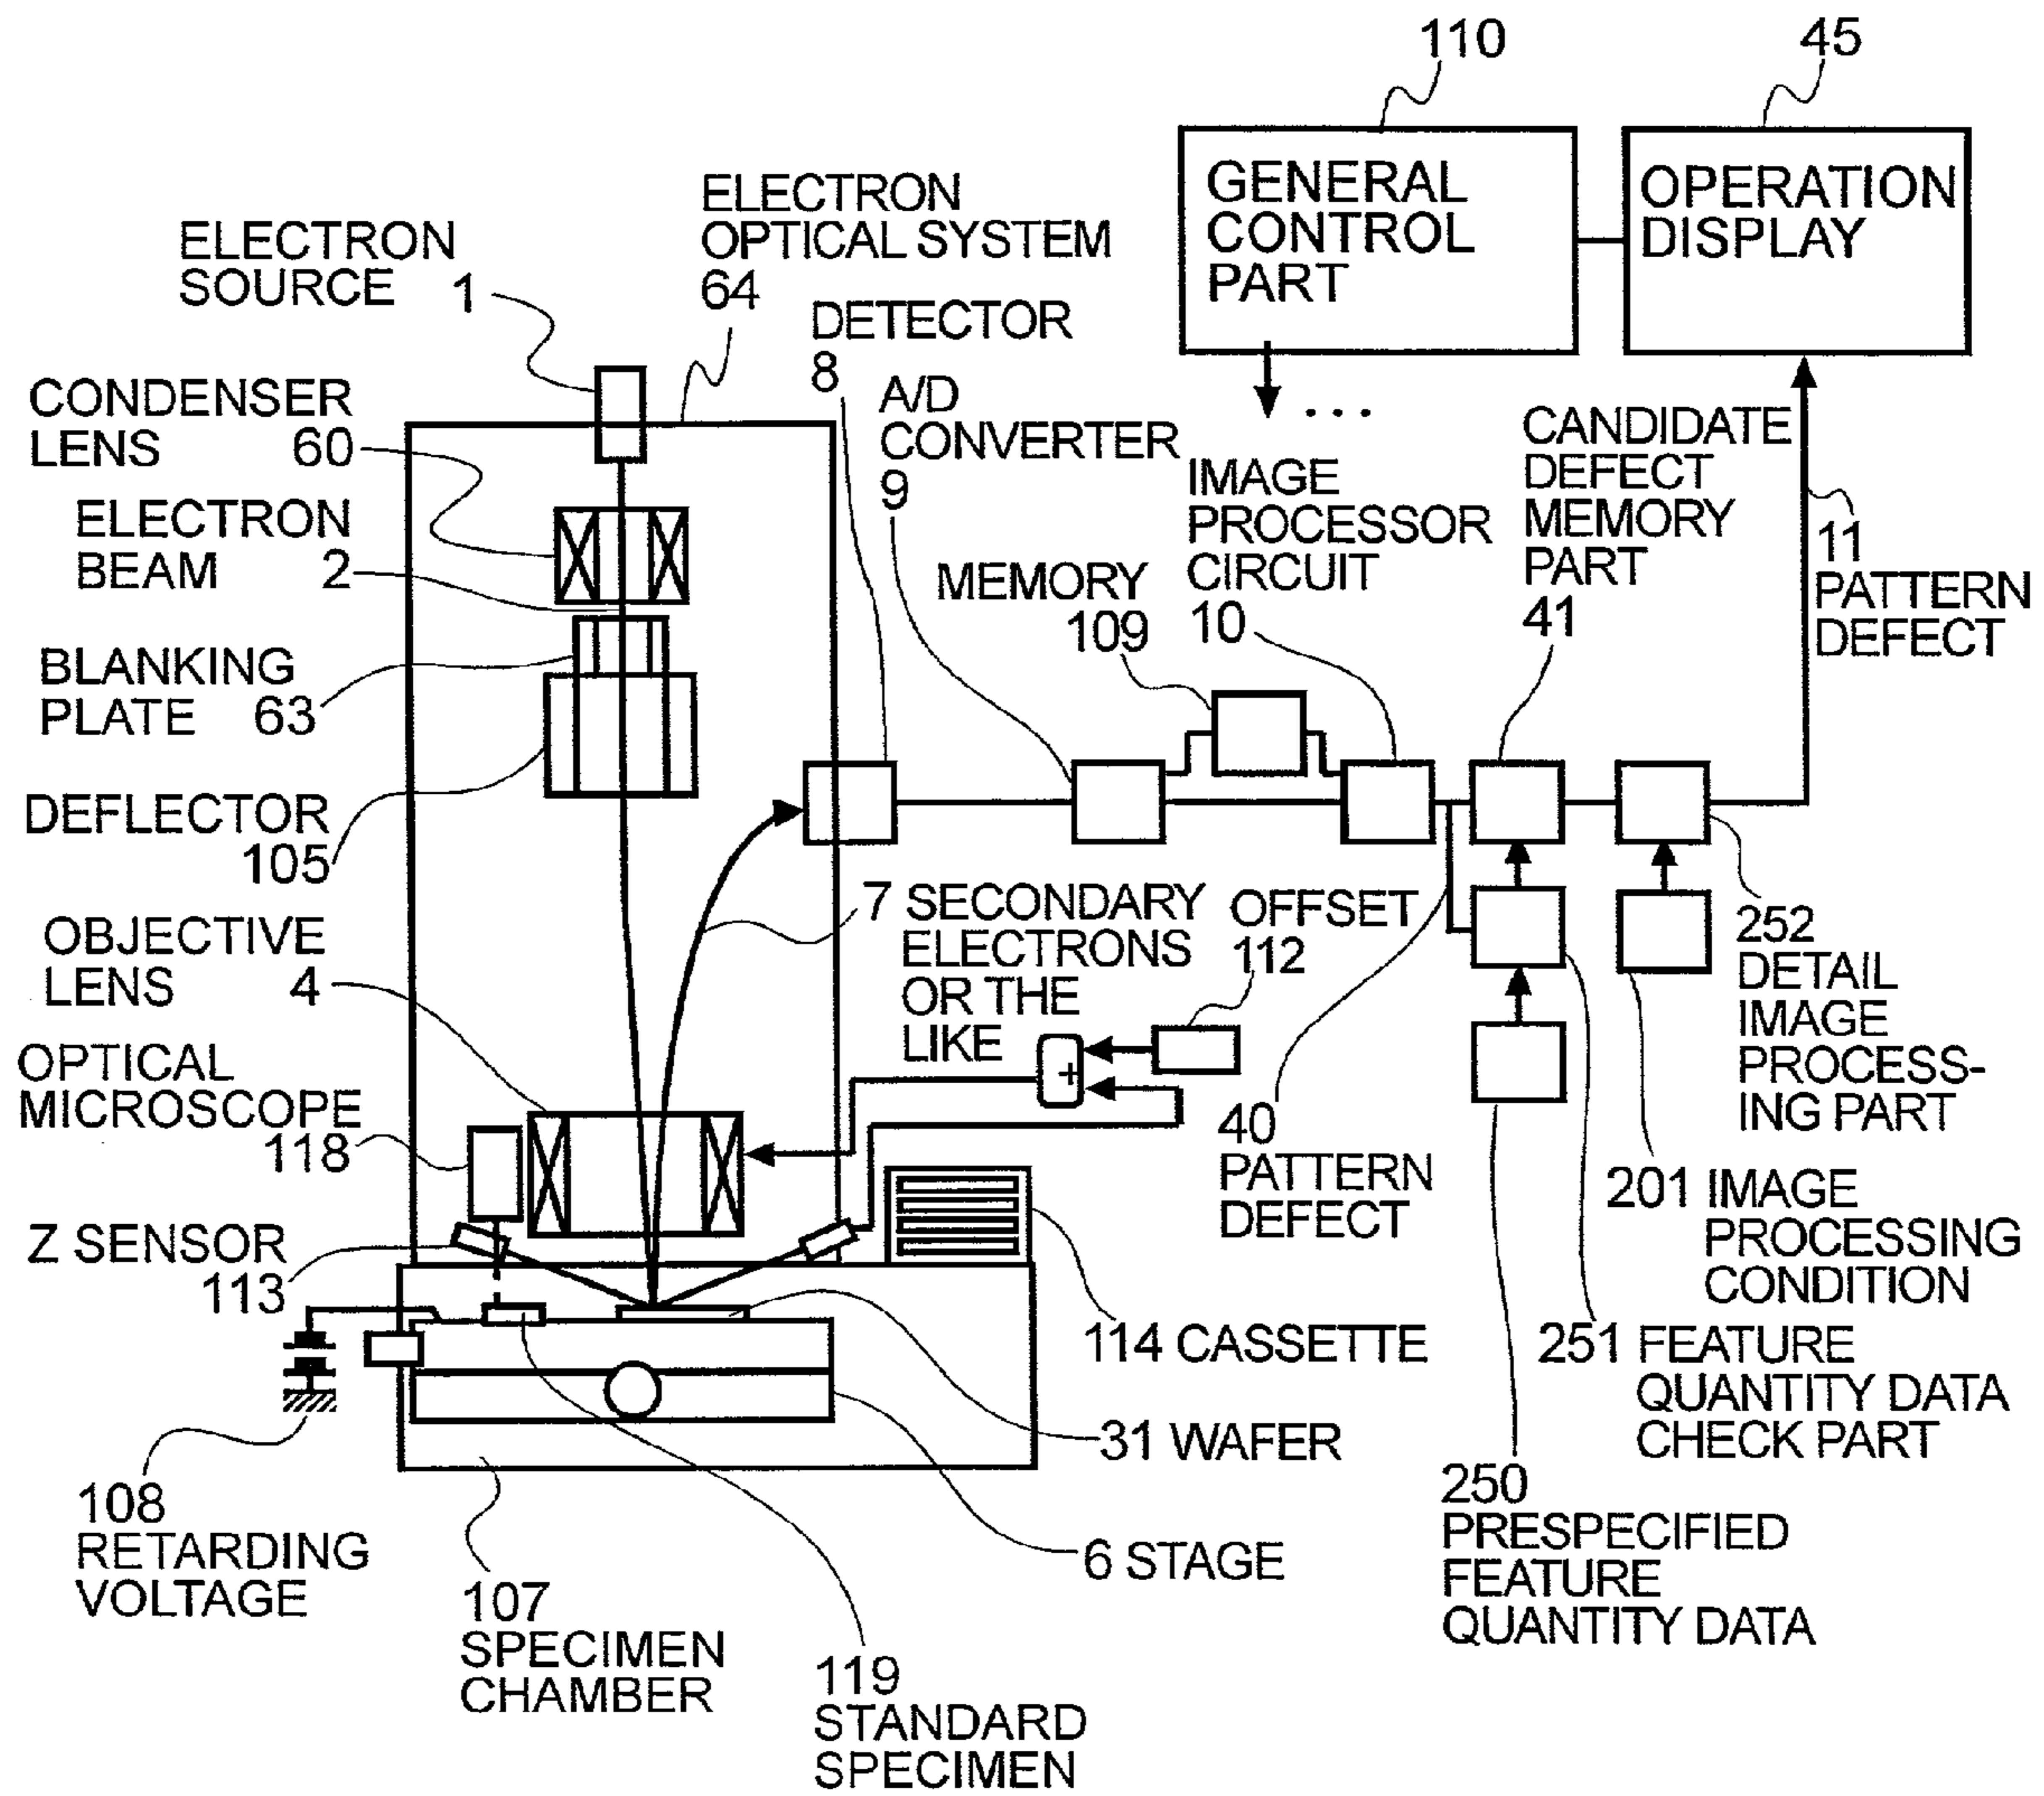 110
45
GENERAL
CONTROL
PART
OPERATION
DISPLAY
ELECTRON
SOURCE 1
ELECTRON
OPTICAL SYSTEM
64
DETECTOR
8
A/D
CONVERTER
9
CONDENSER
LENS 60
ELECTRON
BEAM 2
BLANKING
PLATE 63
DEFLECTOR
105
OBJECTIVE
LENS 4
OPTICAL
MICROSCOPE
118
Z SENSOR
113
MEMORY
109
IMAGE
PROCESSOR
CIRCUIT
10
...
CANDIDATE
DEFECT
MEMORY
PART
41
11
PATTERN
DEFECT
7 SECONDARY
ELECTRONS
OR THE
LIKE
OFFSET
112
+
40
PATTERN
DEFECT
252
DETAIL
IMAGE
PROCESS-
ING PART
201 IMAGE
PROCESSING
CONDITION
251 FEATURE
QUANTITY DATA
CHECK PART
250
PRESPECIFIED
FEATURE
QUANTITY DATA
114 CASSETTE
31 WAFER
6 STAGE
108
RETARDING
VOLTAGE
107
SPECIMEN
CHAMBER
119
STANDARD
SPECIMEN